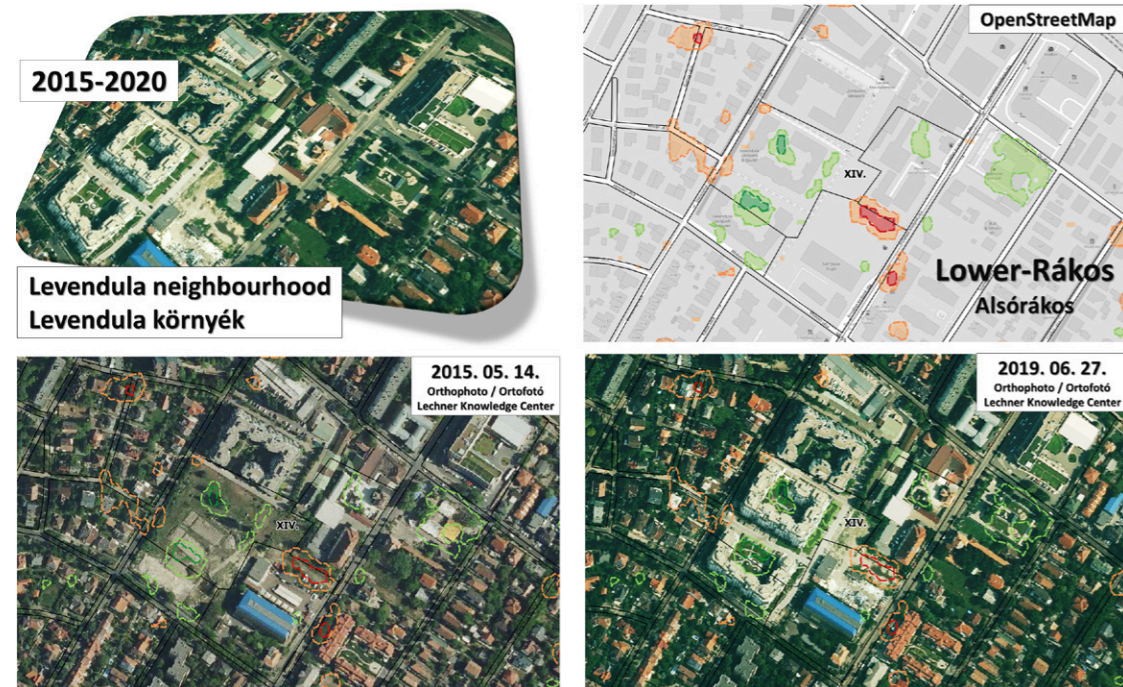 2015-2020
Levendula neighbourhood
Levendula környék
OpenStreetMap
XIV.
Lower-Rákos
Alsórákos
2015. 05. 14.
Orthophoto / Ortofotó
Lechner Knowledge Center
XIV.
2019. 06. 27.
Orthophoto / Ortofotó
Lechner Knowledge Center
XIV.